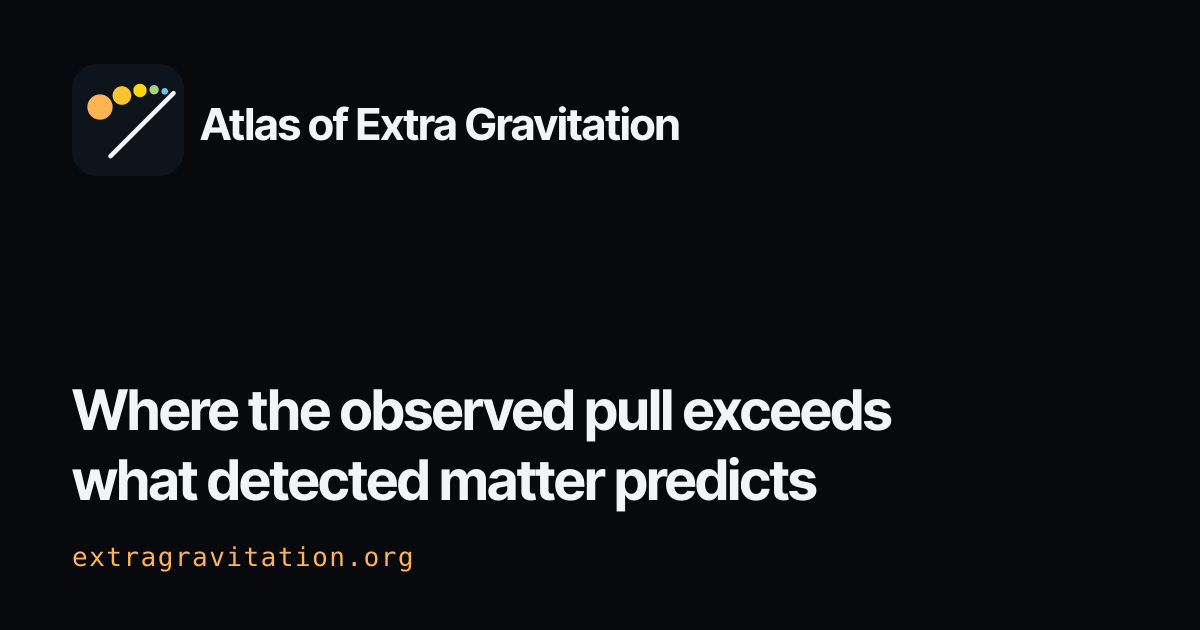 Atlas of Extra Gravitation
Where the observed pull exceeds
what detected matter predicts
extragravitation.org